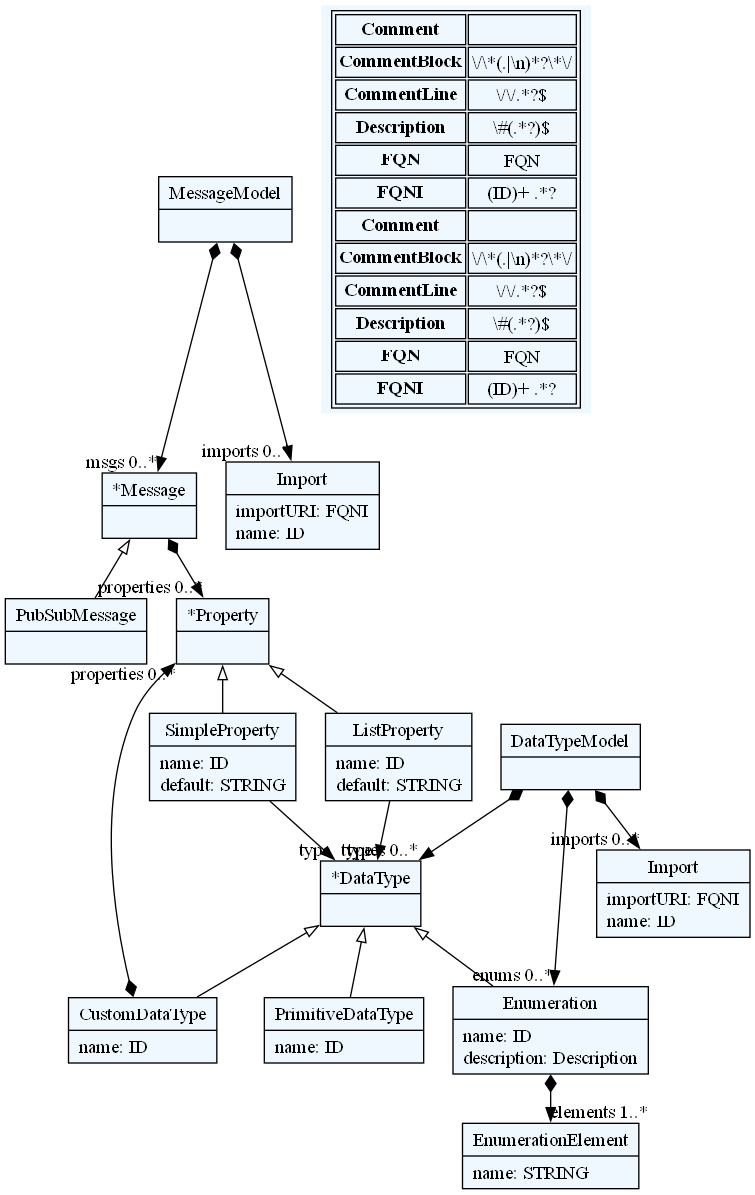 Comment
CommentBlock \/\*(.|\n)*?\*\/
CommentLine \/\/.*?$
Description \#(.*?)$
FQN FQN
FQNI (ID)+ .*?
Comment
CommentBlock \/\*(.|\n)*?\*\/
CommentLine \/\/.*?$
Description \#(.*?)$
FQN FQN
FQNI (ID)+ .*?
MessageModel
msgs 0..*
imports 0..
*Message
Import
importURI: FQNI
name: ID
properties 0..*
PubSubMessage
*Property
properties 0..*
SimpleProperty
name: ID
default: STRING
ListProperty
name: ID
default: STRING
DataTypeModel
type
types 0..*
imports 0..*
*DataType
Import
importURI: FQNI
name: ID
enums 0..*
CustomDataType
name: ID
PrimitiveDataType
name: ID
Enumeration
name: ID
description: Description
elements 1..*
EnumerationElement
name: STRING